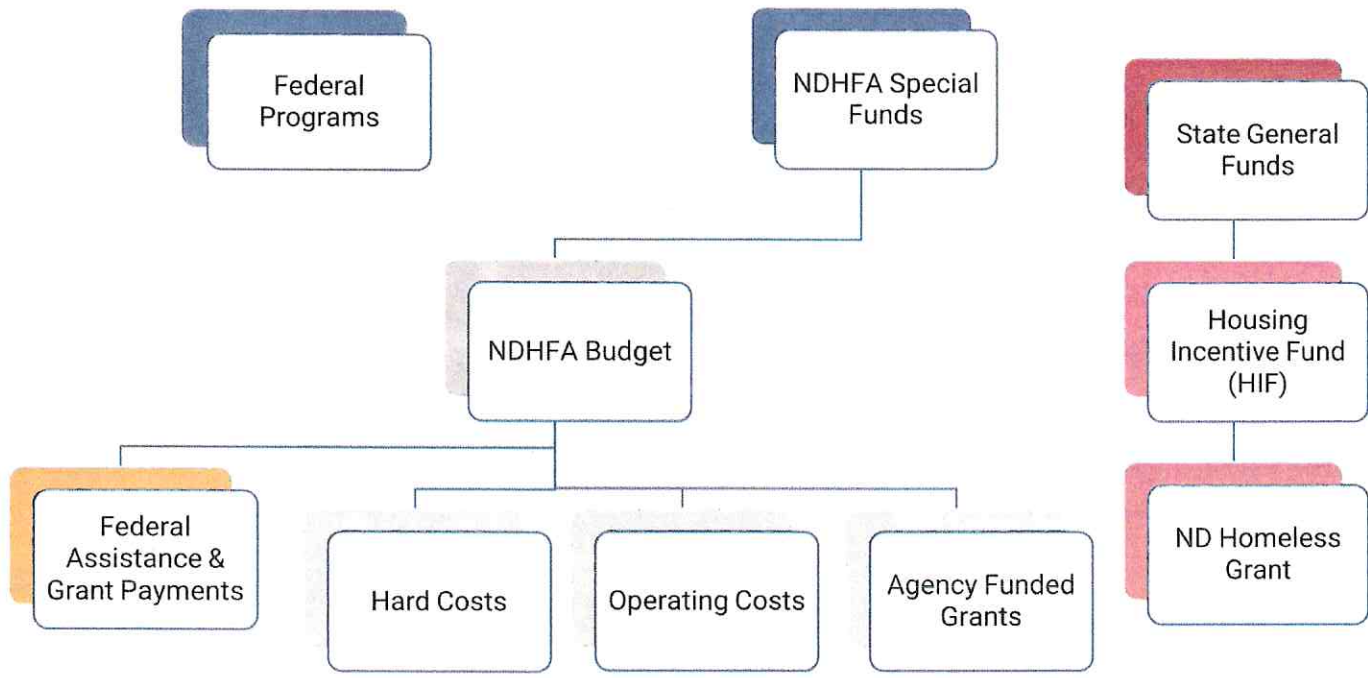 Federal
Programs
NDHFA Special
Funds
State General
Funds
NDHFA Budget
Housing
Incentive Fund
(HIF)
Federal
Assistance &
Grant Payments
Hard Costs
Operating Costs
Agency Funded
Grants
ND Homeless
Grant